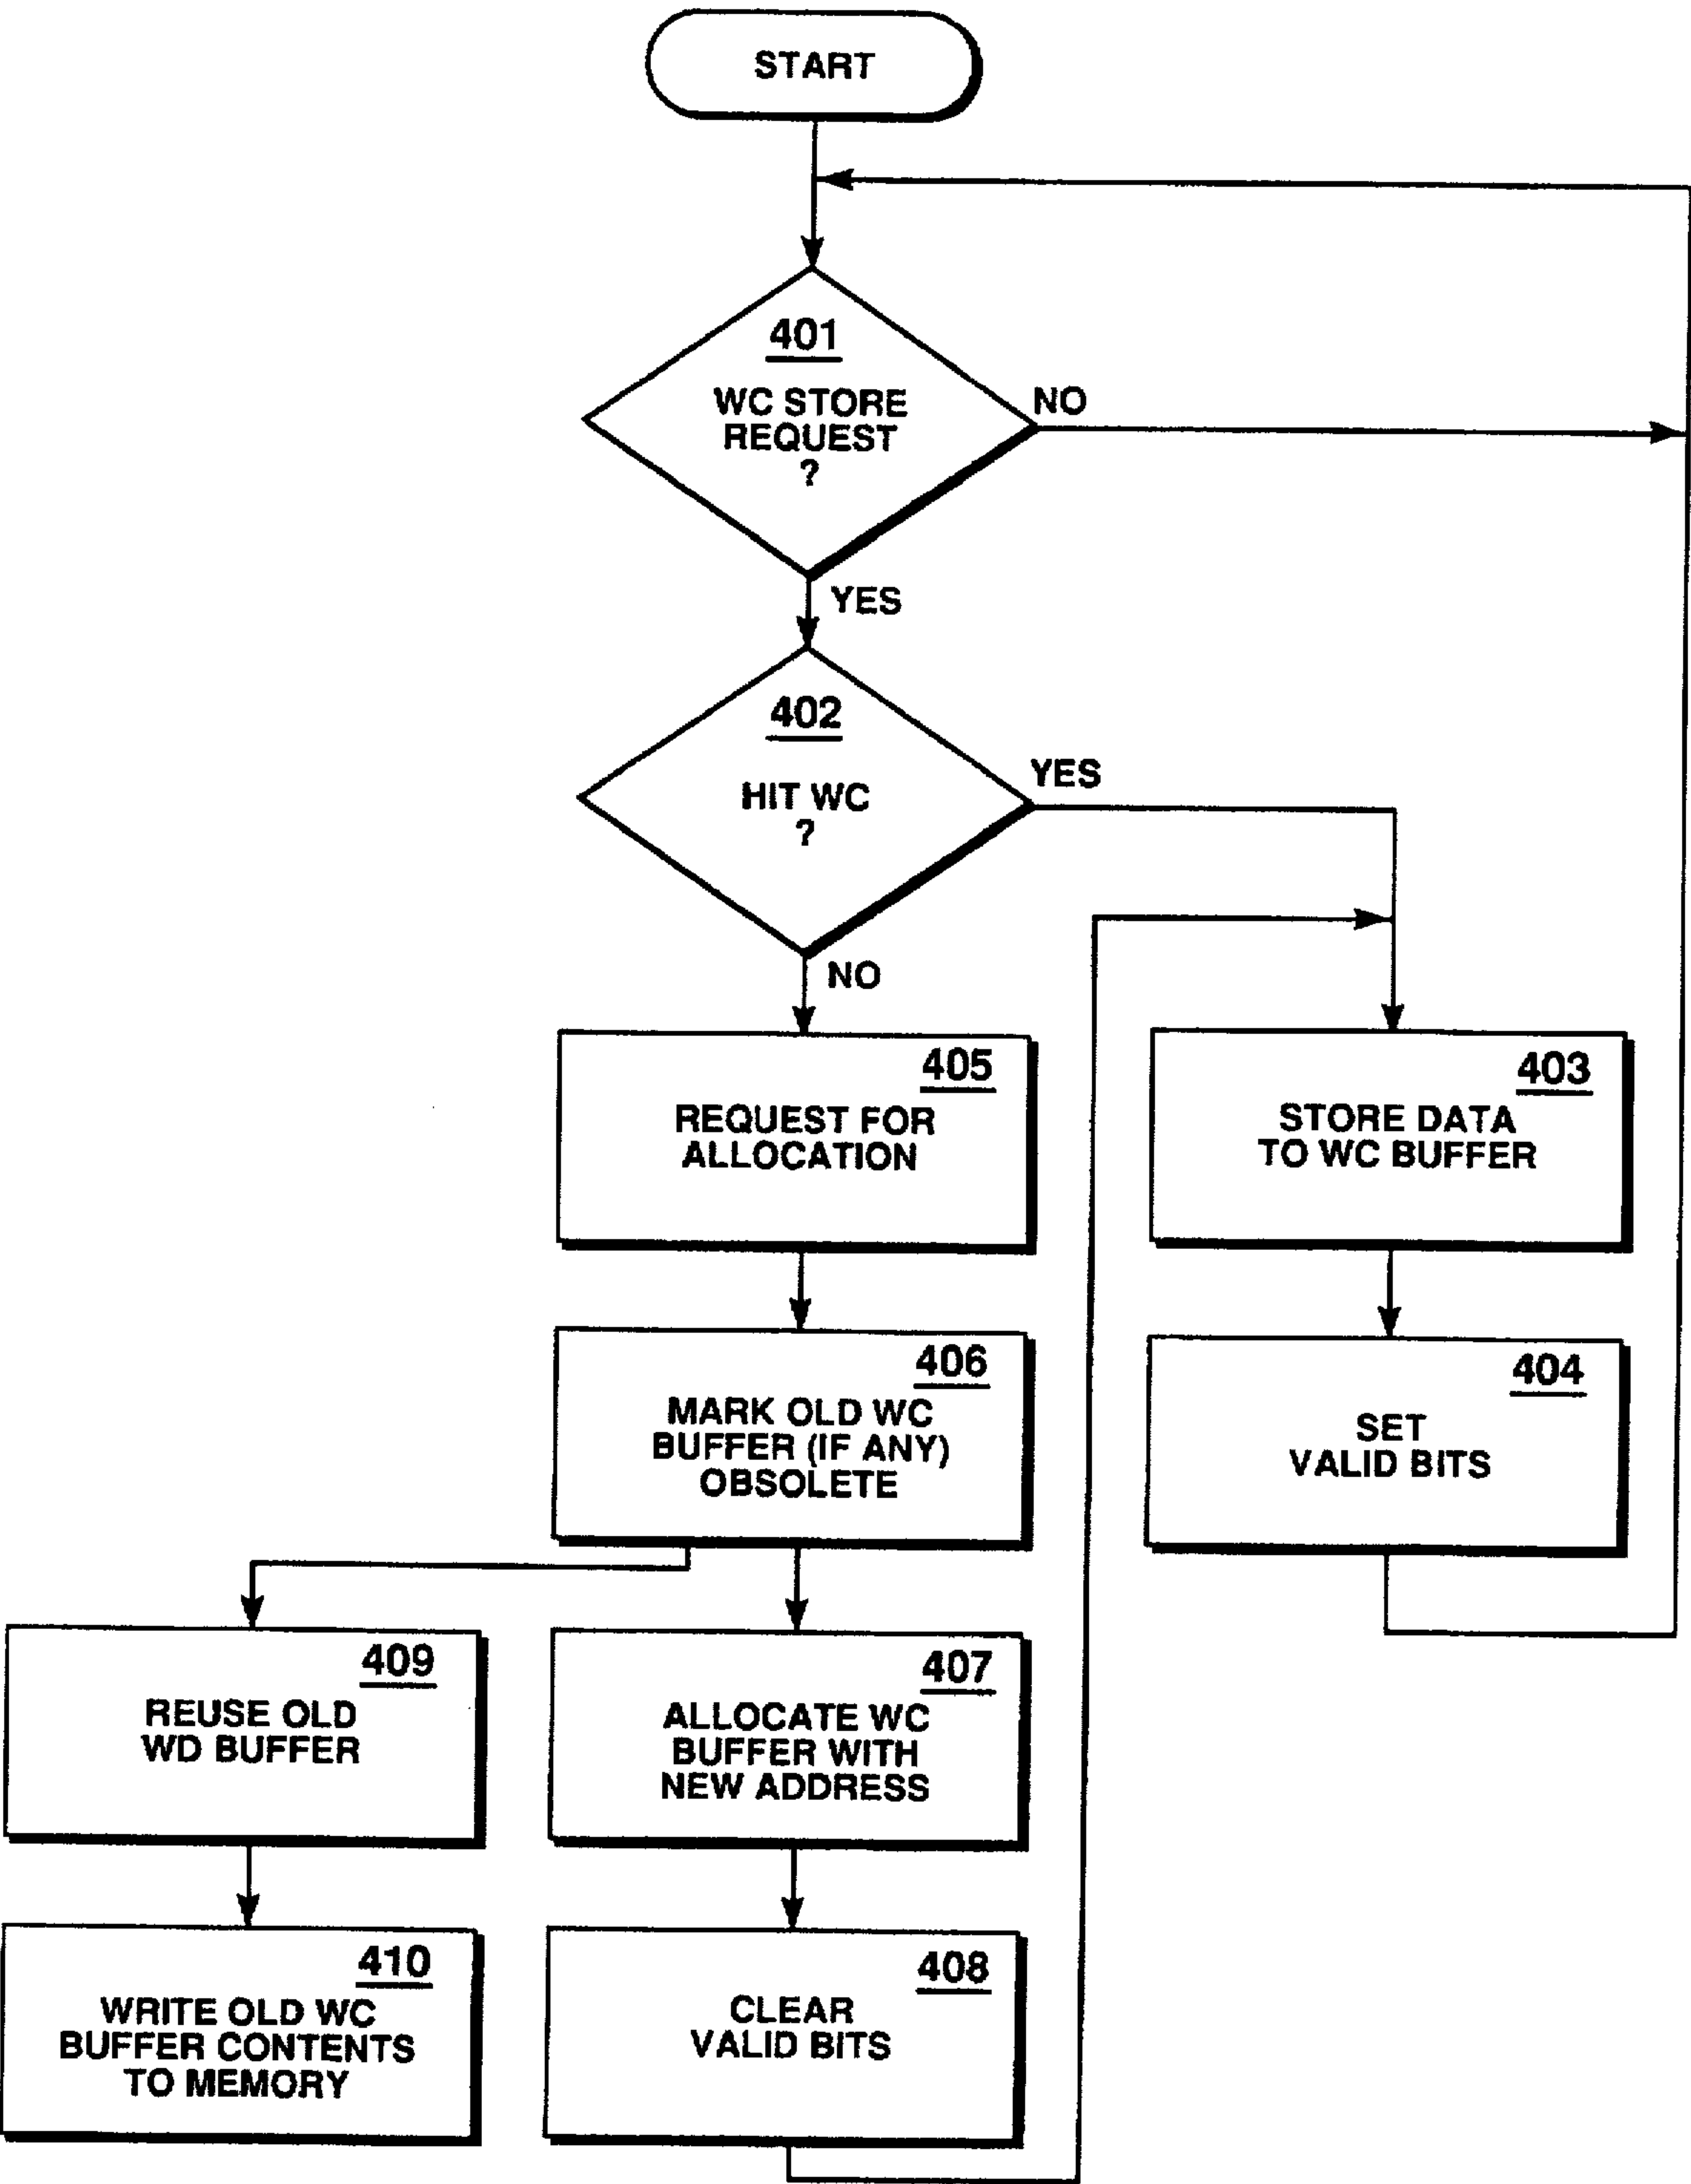 START
401
WC STORE
REQUEST
?
NO
YES
402
HIT WC
?
YES
NO
405
REQUEST FOR
ALLOCATION
403
STORE DATA
TO WC BUFFER
406
MARK OLD WC
BUFFER (IF ANY)
OBSOLETE
404
SET
VALID BITS
409
REUSE OLD
WD BUFFER
407
ALLOCATE WC
BUFFER WITH
NEW ADDRESS
410
WRITE OLD WC
BUFFER CONTENTS
TO MEMORY
408
CLEAR
VALID BITS